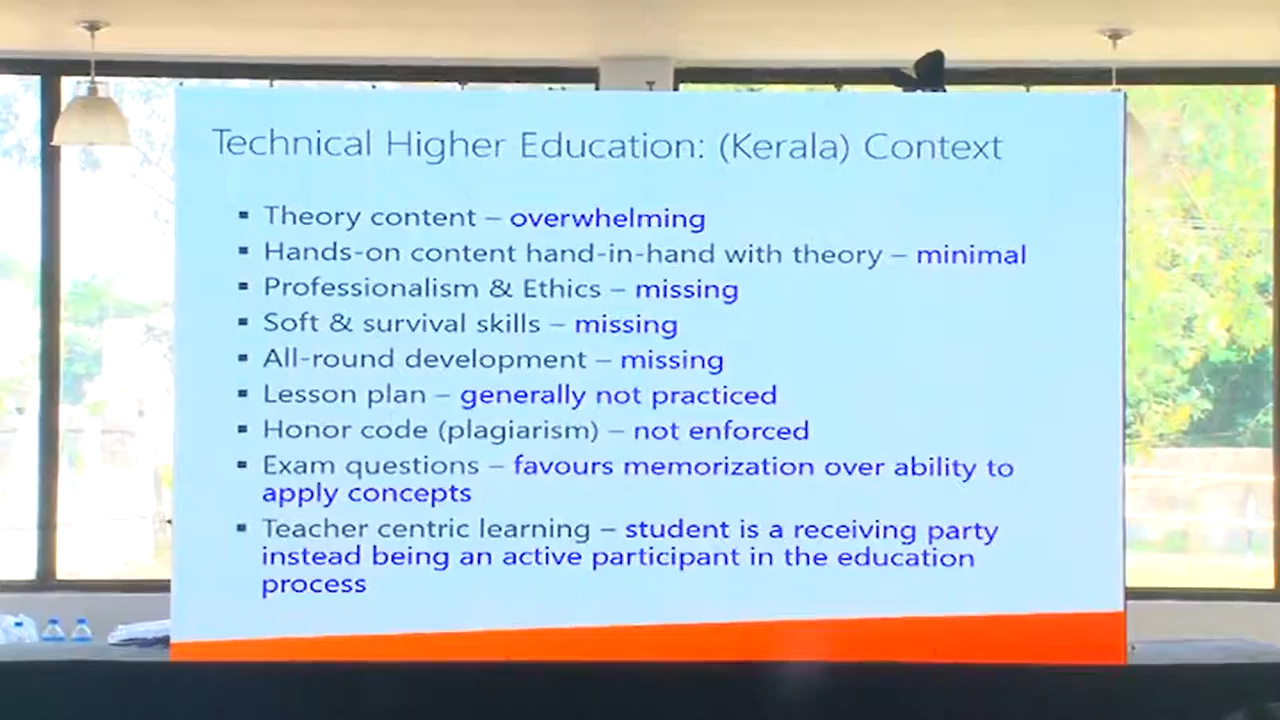 Technical Higher Education: (Kerala) Context
▪ Theory content – overwhelming
▪ Hands-on content hand-in-hand with theory – minimal
▪ Professionalism & Ethics – missing
▪ Soft & survival skills – missing
▪ All-round development – missing
▪ Lesson plan – generally not practiced
▪ Honor code (plagiarism) – not enforced
▪ Exam questions – favours memorization over ability to
apply concepts
▪ Teacher centric learning – student is a receiving party
instead being an active participant in the education
process